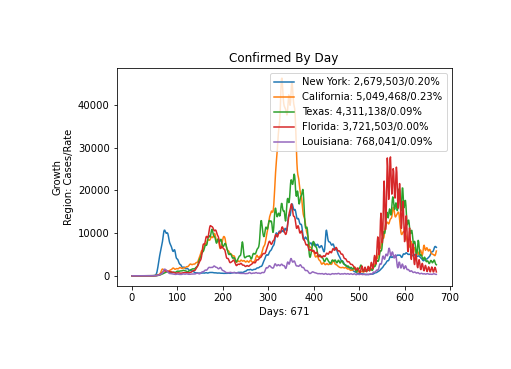 Confirmed By Day
New York: 2,679,503/0.20%
California: 5,049,468/0.23%
Texas: 4,311,138/0.09%
Florida: 3,721,503/0.00%
Louisiana: 768,041/0.09%
Growth
Region: Cases/Rate
40000
30000
20000
10000
0
0 100 200 300 400 500 600 700
Days: 671